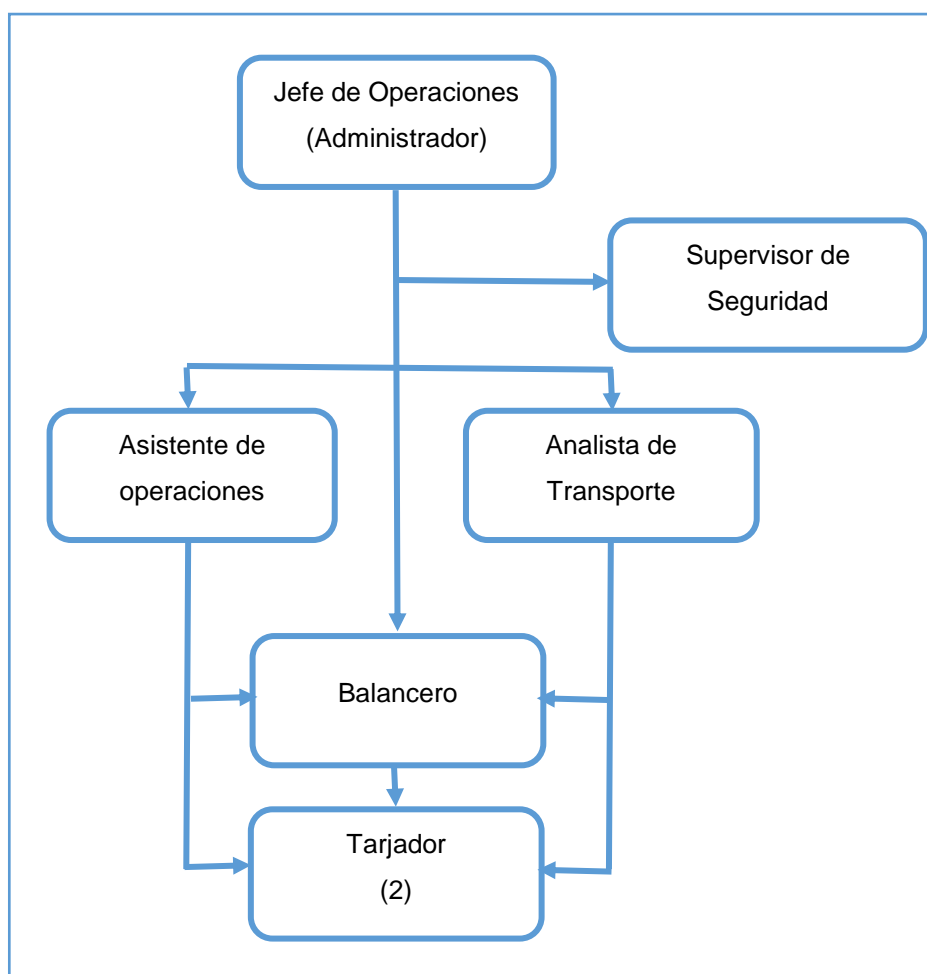 Jefe de Operaciones
(Administrador)
Supervisor de
Seguridad
Asistente de
operaciones
Analista de
Transporte
Balancero
Tarjador
(2)